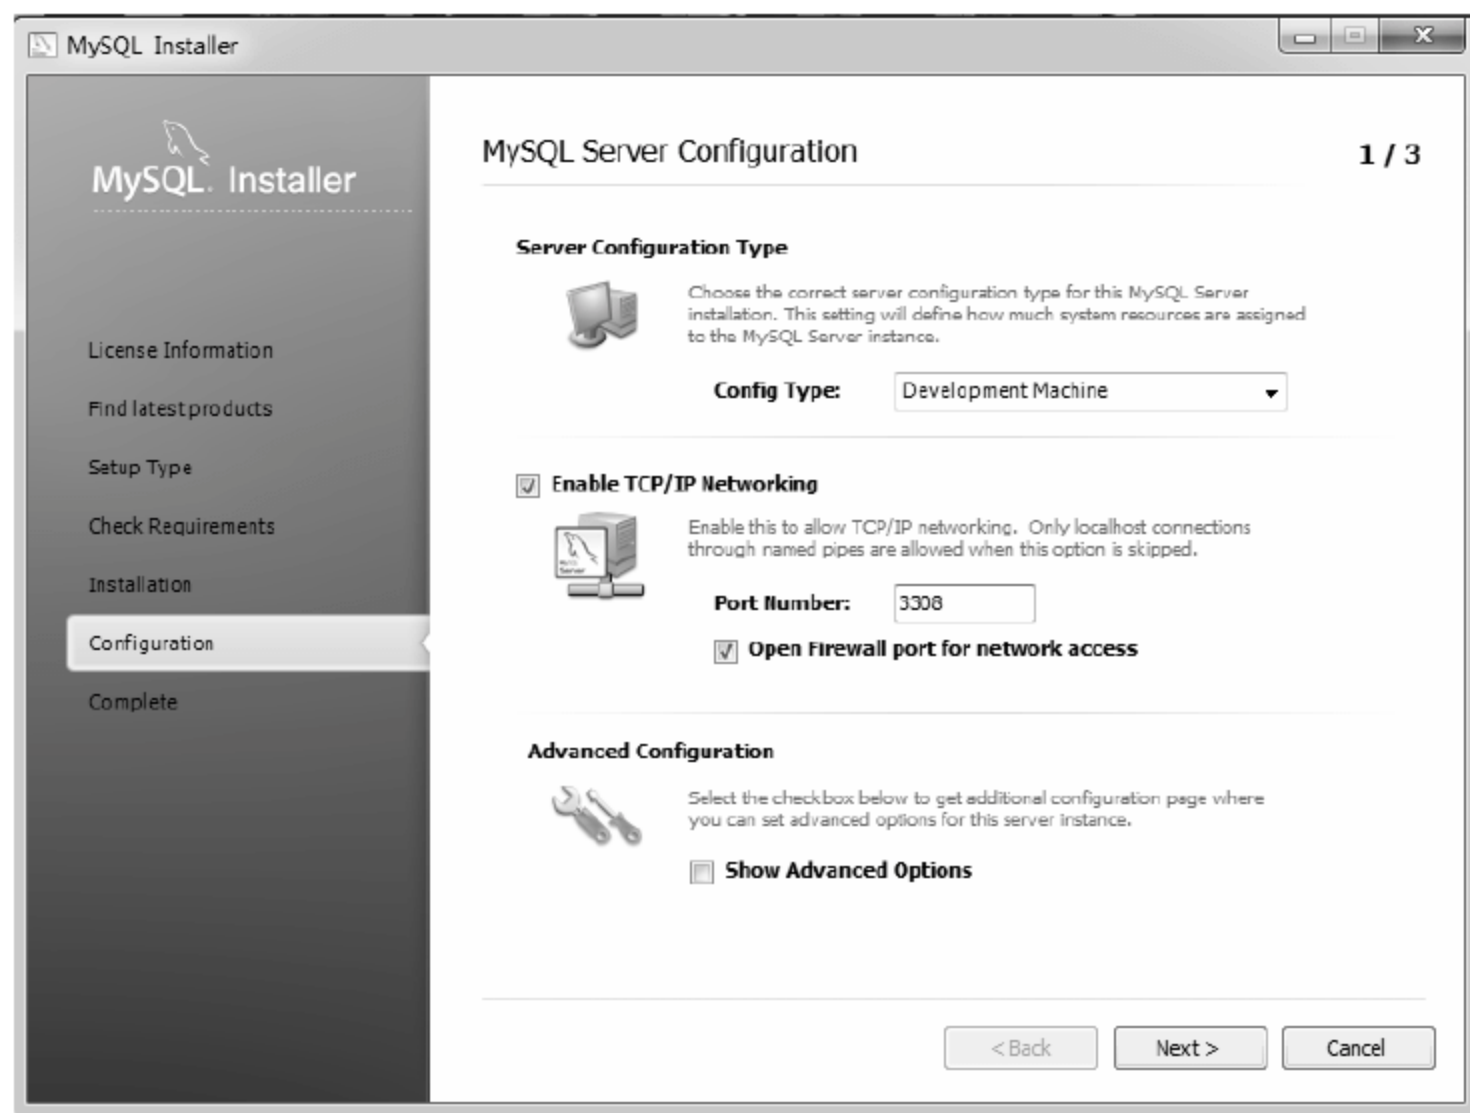 MySQL Installer
MySQL. Installer
License Information
Find latest products
Setup Type
Check Requirements
Installation
Configuration
Complete
MySQL Server Configuration
1 / 3
Server Configuration Type
Choose the correct server configuration type for this MySQL Server
installation. This setting will define how much system resources are assigned
to the MySQL Server instance.
Config Type:
Development Machine
Enable TCP/IP Networking
Enable this to allow TCP/IP networking. Only localhost connections
through named pipes are allowed when this option is skipped.
Server
Port Number:
3308
Open Firewall port for network access
Advanced Configuration
Select the checkbox below to get additional configuration page where
you can set advanced options for this server instance.
Show Advanced Options
< Back
Next >
Cancel